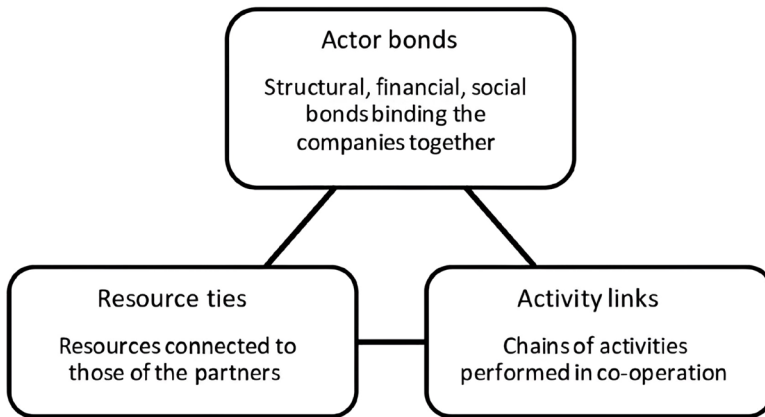 Actor bonds
Structural, financial, social
bonds binding the
companies together
Resource ties
Resources connected to
those of the partners
Activity links
Chains of activities
performed in co-operation